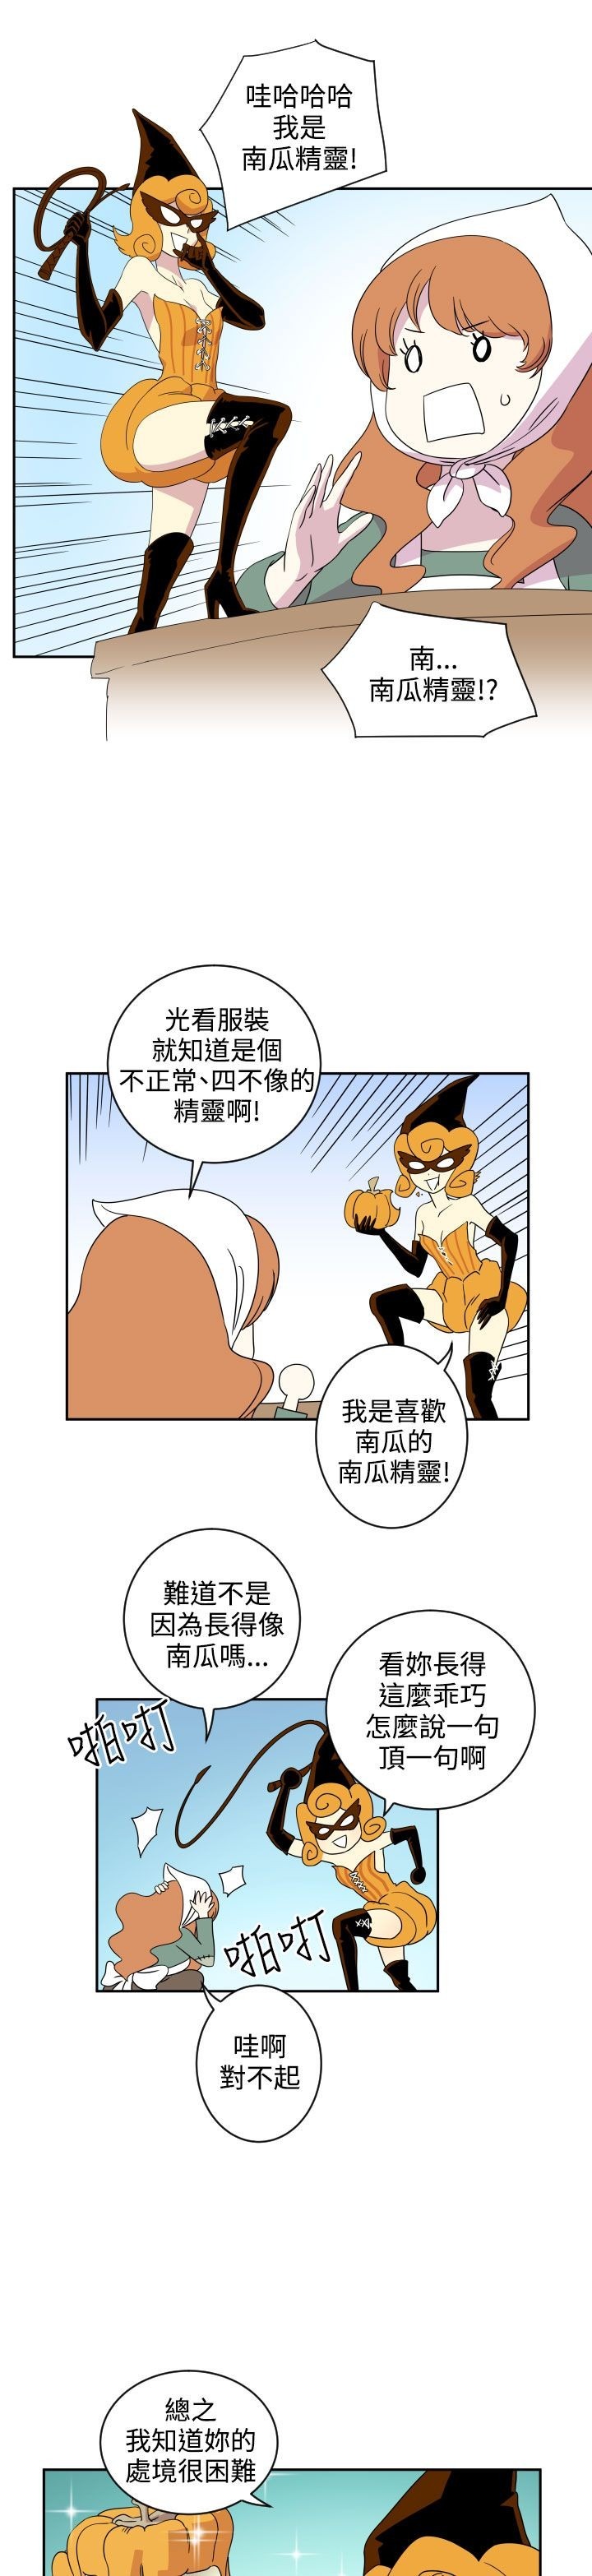 哇哈哈哈
我是
南瓜精靈!
南...
南瓜精靈!?
光看服裝
就知道是個
不正常、四不像的
精靈啊!
我是喜歡
南瓜的
南瓜精靈!
難道不是
因為長得像
南瓜嗎...
看妳長得
這麼乖巧
怎麼說一句
頂一句啊
啪叮
啪叮
哇啊
對不起
總之
我知道妳的
處境很困難